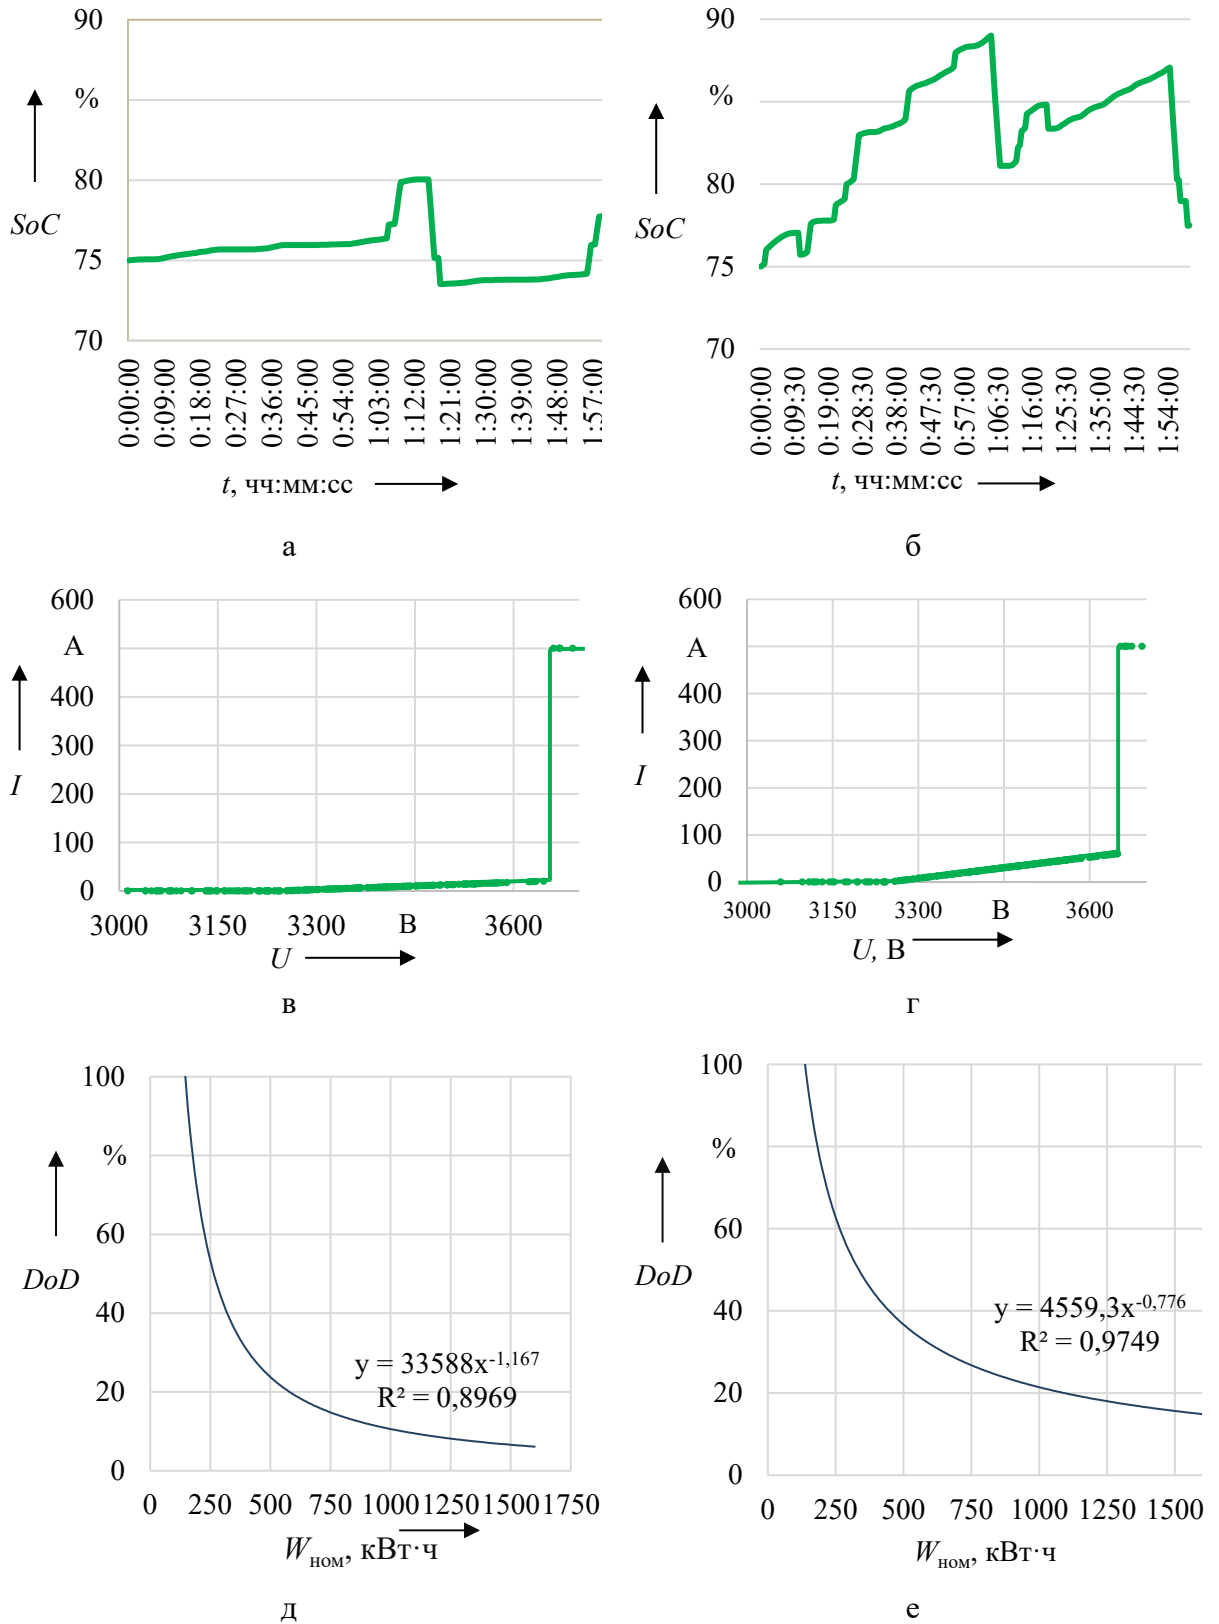 90
%
80
SoC
75
70
0:00:00
0:09:00
0:18:00
0:27:00
0:36:00
0:45:00
0:54:00
1:03:00
1:12:00
1:21:00
1:30:00
1:39:00
1:48:00
1:57:00
t, чч:мм:сс
а
90
%
80
SoC
75
70
0:00:00
0:09:30
0:19:00
0:28:30
0:38:00
0:47:30
0:57:00
1:06:30
1:16:00
1:25:30
1:35:00
1:44:30
1:54:00
t, чч:мм:сс
б
600
А
400
300
I
200
100
0
3000 3150 3300 В 3600
U
в
600
А
400
300
I
200
100
0
3000 3150 3300 В 3600
U, В
г
100
%
60
DoD
40
y = 33588x^-1,167
R² = 0,8969
20
0
0 250 500 750 1000 1250 1500 1750
Wном, кВт·ч
д
100
%
60
DoD
40
y = 4559,3x^-0,776
R² = 0,9749
20
0
0 250 500 750 1000 1250 1500
Wном, кВт·ч
е